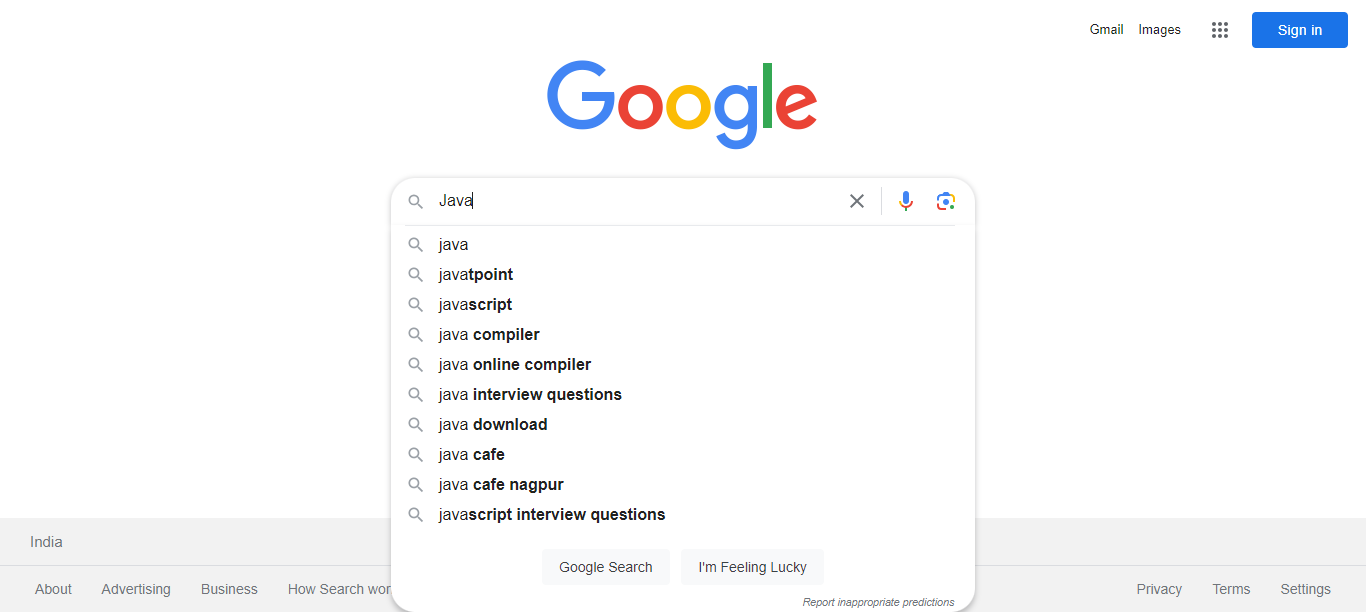 Gmail Images Sign in
Google
Java
java
javatpoint
javascript
java compiler
java online compiler
java interview questions
java download
java cafe
java cafe nagpur
javascript interview questions
Google Search I'm Feeling Lucky
Report inappropriate predictions
India
About Advertising Business How Search wor
Privacy Terms Settings